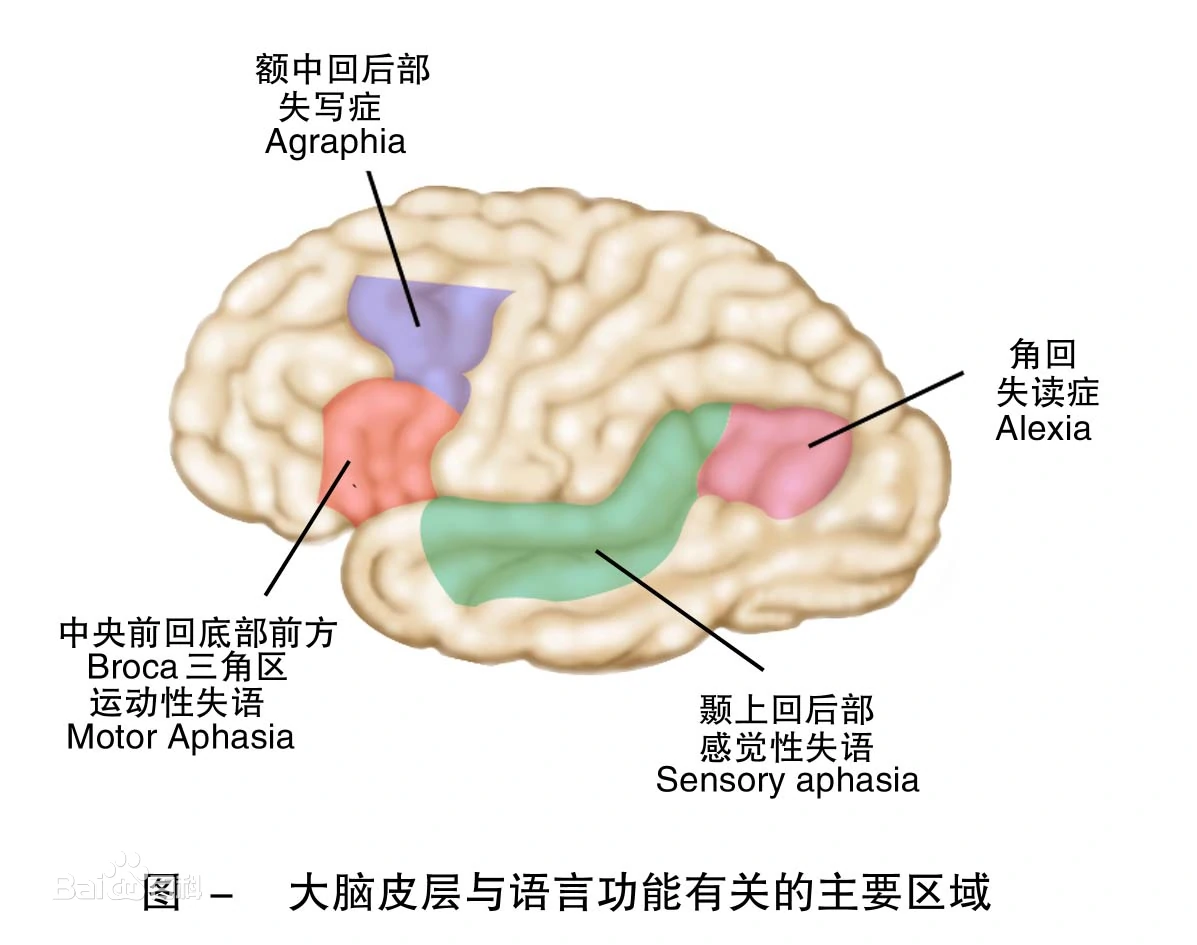 额中回后部
失写症
Agraphia
角回
失读症
Alexia
中央前回底部前方
Broca 三角区
运动性失语
Motor Aphasia
颞上回后部
感觉性失语
Sensory aphasia
Bai du 百科
图 – 大脑皮层与语言功能有关的主要区域